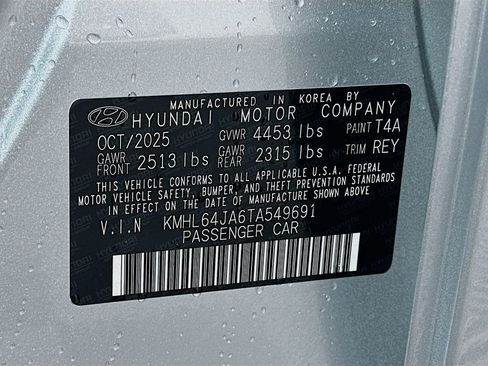 MANUFACTURED IN KOREA BY
HYUNDAI MOTOR COMPANY
OCT/2025 GVWR 4453 lbs PAINT T4A
GAWR FRONT 2513 lbs GAWR REAR 2315 lbs TRIM REY
THIS VEHICLE CONFORMS TO ALL APPLICABLE U.S.A. FEDERAL
MOTOR VEHICLE SAFETY, BUMPER, AND THEFT PREVENTION STANDARDS
IN EFFECT ON THE DATE OF MANUFACTURE SHOWN ABOVE.
V.I.N KMHL64JA6TA549691
PASSENGER CAR